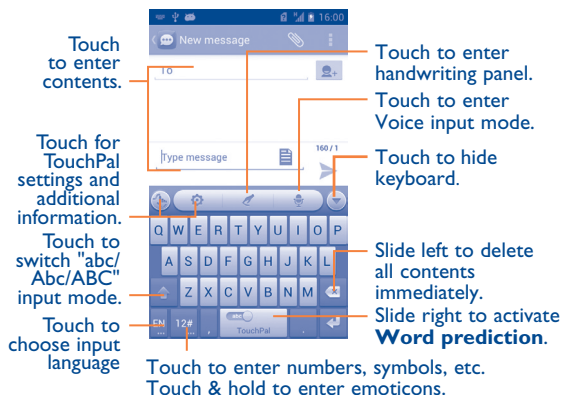 16:00
New message
To
160 / 1
Type message
Q W E R T Y U I O P
A S D F G H J K L
Z X C V B N M
EN
...
12#
...
,
abc
TouchPal
.
Touch
to enter
contents.
Touch for
TouchPal
settings and
additional
information.
Touch to
switch "abc/
Abc/ABC"
input mode.
Touch to
choose input
language
Touch to enter
handwriting panel.
Touch to enter
Voice input mode.
Touch to hide
keyboard.
Slide left to delete
all contents
immediately.
Slide right to activate
Word prediction.
Touch to enter numbers, symbols, etc.
Touch & hold to enter emoticons.